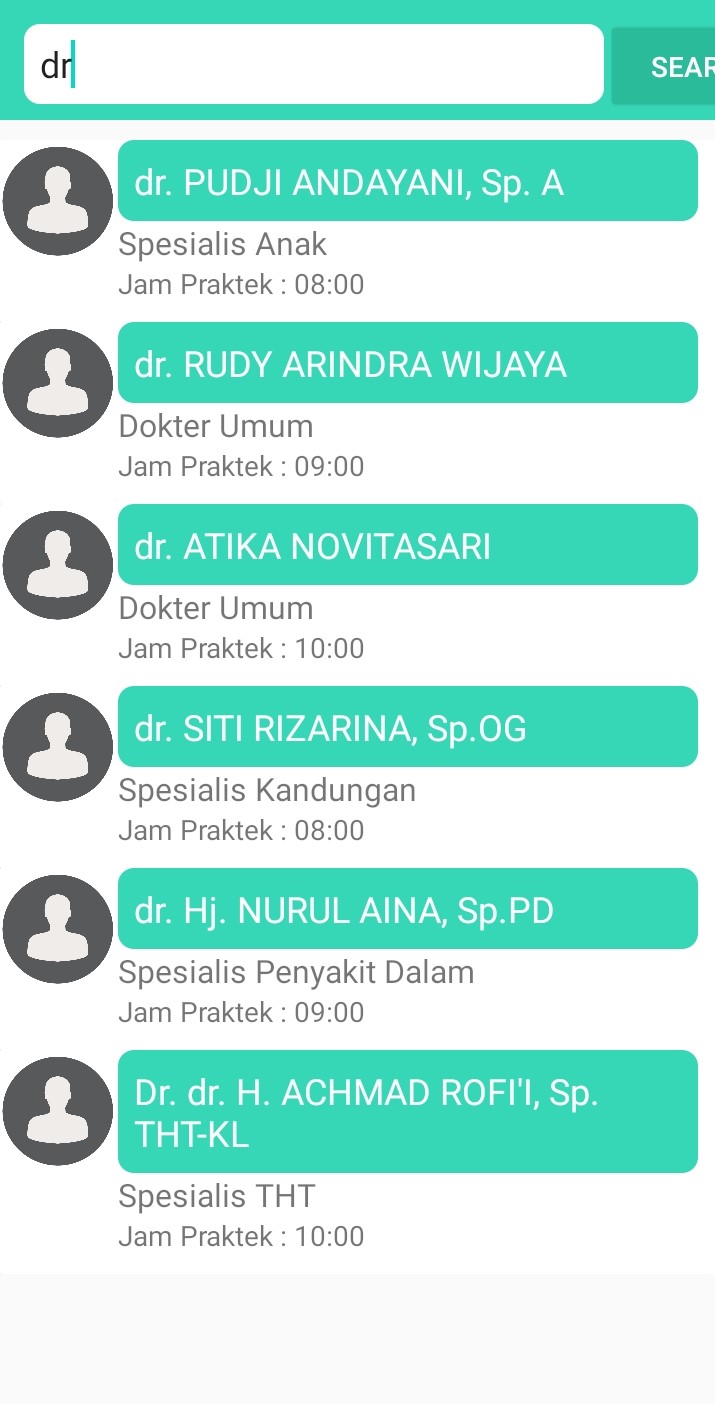 dr
SEAR
dr. PUDJI ANDAYANI, Sp. A
Spesialis Anak
Jam Praktek : 08:00
dr. RUDY ARINDRA WIJAYA
Dokter Umum
Jam Praktek : 09:00
dr. ATIKA NOVITASARI
Dokter Umum
Jam Praktek : 10:00
dr. SITI RIZARINA, Sp.OG
Spesialis Kandungan
Jam Praktek : 08:00
dr. Hj. NURUL AINA, Sp.PD
Spesialis Penyakit Dalam
Jam Praktek : 09:00
Dr. dr. H. ACHMAD ROFI'I, Sp.
THT-KL
Spesialis THT
Jam Praktek : 10:00